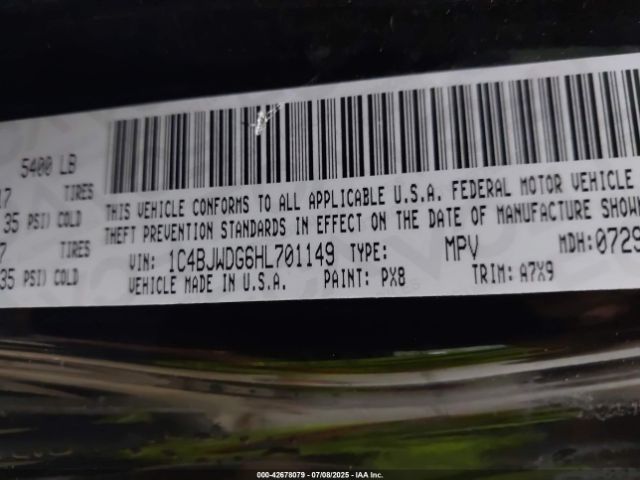 5400 LB
17 TIRES
35 PSI) COLD
7 TIRES
35 PSI) COLD
THIS VEHICLE CONFORMS TO ALL APPLICABLE U.S.A. FEDERAL MOTOR VEHICLE
THEFT PREVENTION STANDARDS IN EFFECT ON THE DATE OF MANUFACTURE SHOWN
VIN: 1C4BJWDG6HL701149 TYPE: MPV MDH:0729
VEHICLE MADE IN U.S.A. PAINT: PX8 TRIM: A7X9
000-42678079 - 07/08/2025 - IAA Inc.